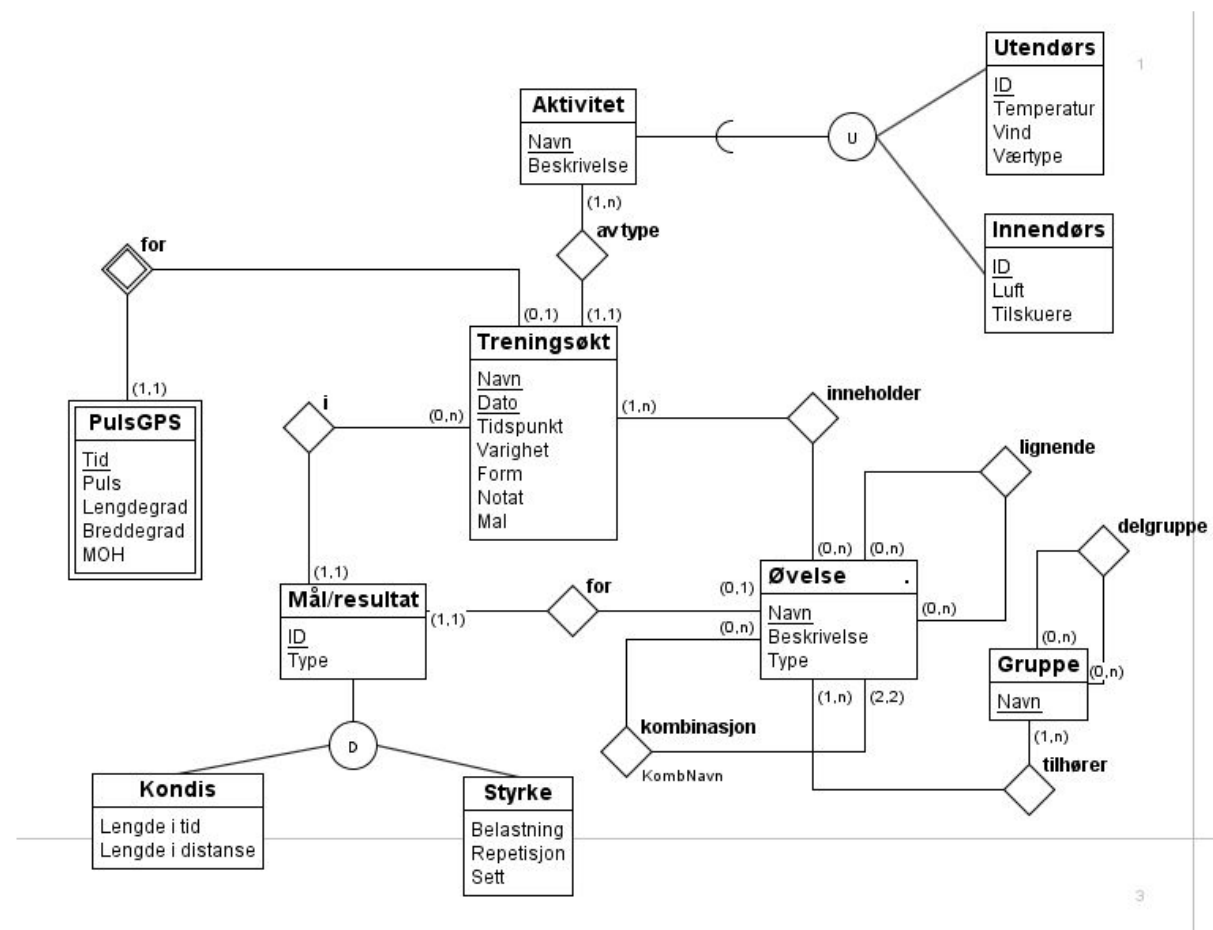 Utendørs
ID
Temperatur
Vind
Værtype
1
Aktivitet
Navn
Beskrivelse
U
(1,n)
av type
Innendørs
ID
Luft
Tilskuere
for
(0,1)
(1,1)
Treningsøkt
Navn
Dato
Tidspunkt
Varighet
Form
Notat
Mal
(1,1)
PulsGPS
Tid
Puls
Lengdegrad
Breddegrad
MOH
i
(0,n)
(1,n)
inneholder
lignende
delgruppe
(1,1)
Mål/resultat
ID
Type
(1,1)
for
(0,1)
(0,n)
(0,n)
(0,n)
Øvelse .
Navn
Beskrivelse
Type
(0,n)
(0,n)
(0,n)
Gruppe
Navn
(1,n)
(2,2)
(1,n)
kombinasjon
KombNavn
tilhører
D
Kondis
Lengde i tid
Lengde i distanse
Styrke
Belastning
Repetisjon
Sett
3